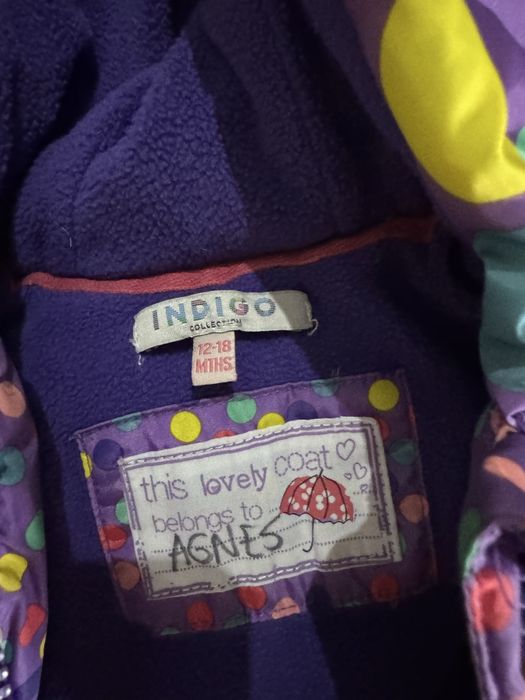 INDIGO
COLLECTION
12-18
MTHS
this lovely coat
belongs to
AGNES